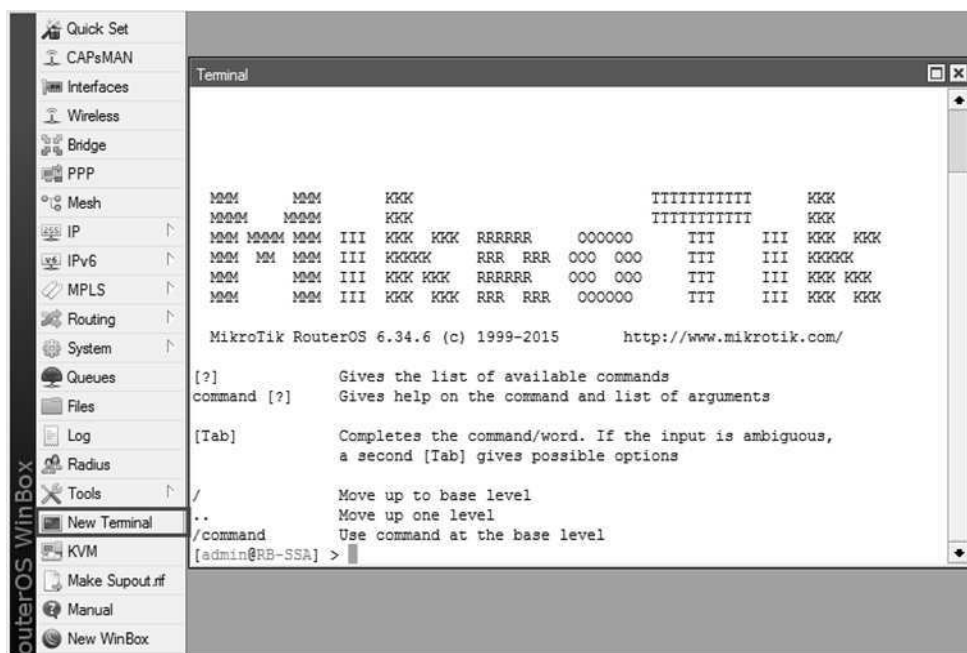 Quick Set
CAPsMAN
Interfaces
Wireless
Bridge
PPP
Mesh
IP
IPv6
MPLS
Routing
System
Queues
Files
Log
Radius
Tools
New Terminal
KVM
Make Supout.rif
Manual
New WinBox
outerOS WinBox
Terminal
MMM      MMM       KKK                          TTTTTTTTTTT      KKK
MMMM    MMMM       KKK                          TTTTTTTTTTT      KKK
MMM MMMM MMM  III  KKK  KKK  RRRRRR     OOOOOO      TTT     III  KKK  KKK
MMM  MM  MMM  III  KKKKK     RRR  RRR  OOO  OOO     TTT     III  KKKKK
MMM      MMM  III  KKK KKK   RRRRRR    OOO  OOO     TTT     III  KKK KKK
MMM      MMM  III  KKK  KKK  RRR  RRR   OOOOOO      TTT     III  KKK  KKK
MikroTik RouterOS 6.34.6 (c) 1999-2015       http://www.mikrotik.com/
[?]             Gives the list of available commands
command [?]     Gives help on the command and list of arguments
[Tab]           Completes the command/word. If the input is ambiguous,
a second [Tab] gives possible options
/               Move up to base level
..              Move up one level
/command        Use command at the base level
[admin@RB-SSA] >